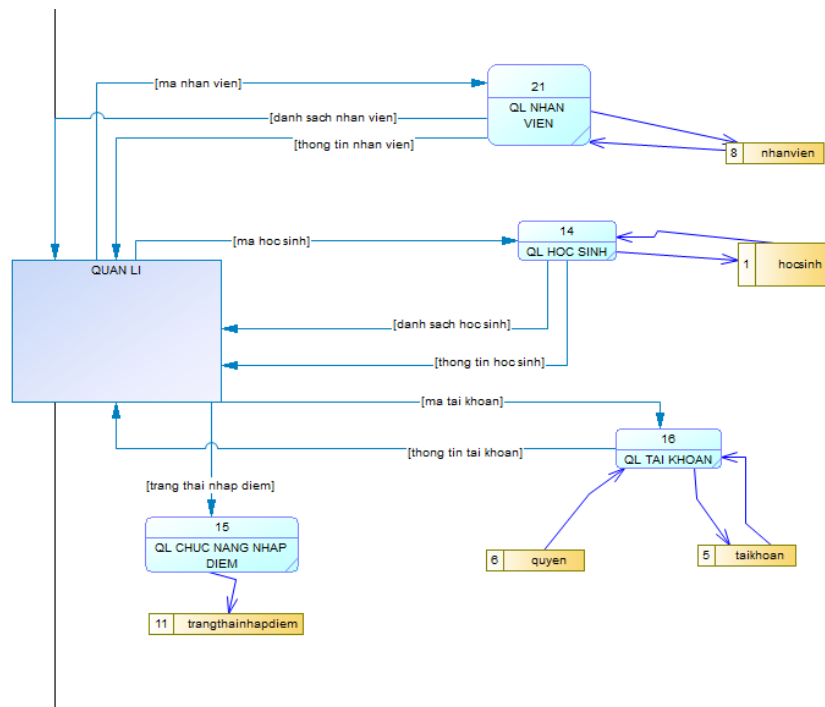 [ma nhan vien]
21
QL NHAN
VIEN
[danh sach nhan vien]
[thong tin nhan vien]
8 nhanvien
14
QL HOC SINH
[ma hoc sinh]
1 hocsinh
QUAN LI
[danh sach hoc sinh]
[thong tin hoc sinh]
[ma tai khoan]
16
QL TAI KHOAN
[thong tin tai khoan]
[trang thai nhap diem]
15
QL CHUC NANG NHAP
DIEM
6 quyen
5 taikhoan
11 trangthainhapdiem